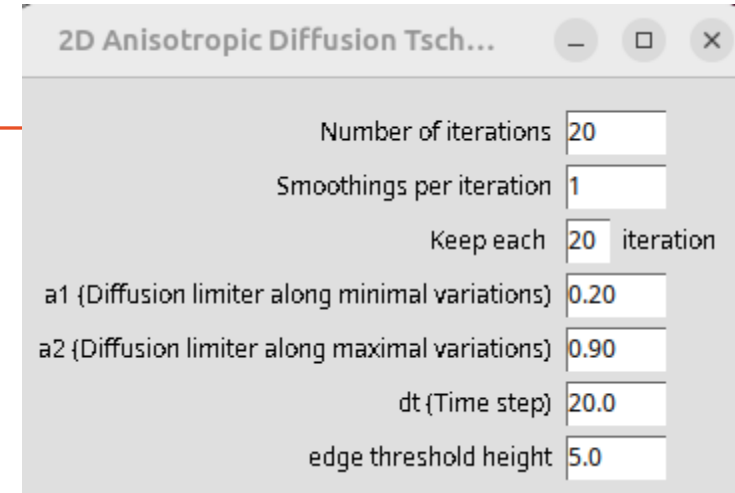 2D Anisotropic Diffusion Tsch...
Number of iterations 20
Smoothings per iteration 1
Keep each 20 iteration
a1 (Diffusion limiter along minimal variations) 0.20
a2 (Diffusion limiter along maximal variations) 0.90
dt (Time step) 20.0
edge threshold height 5.0